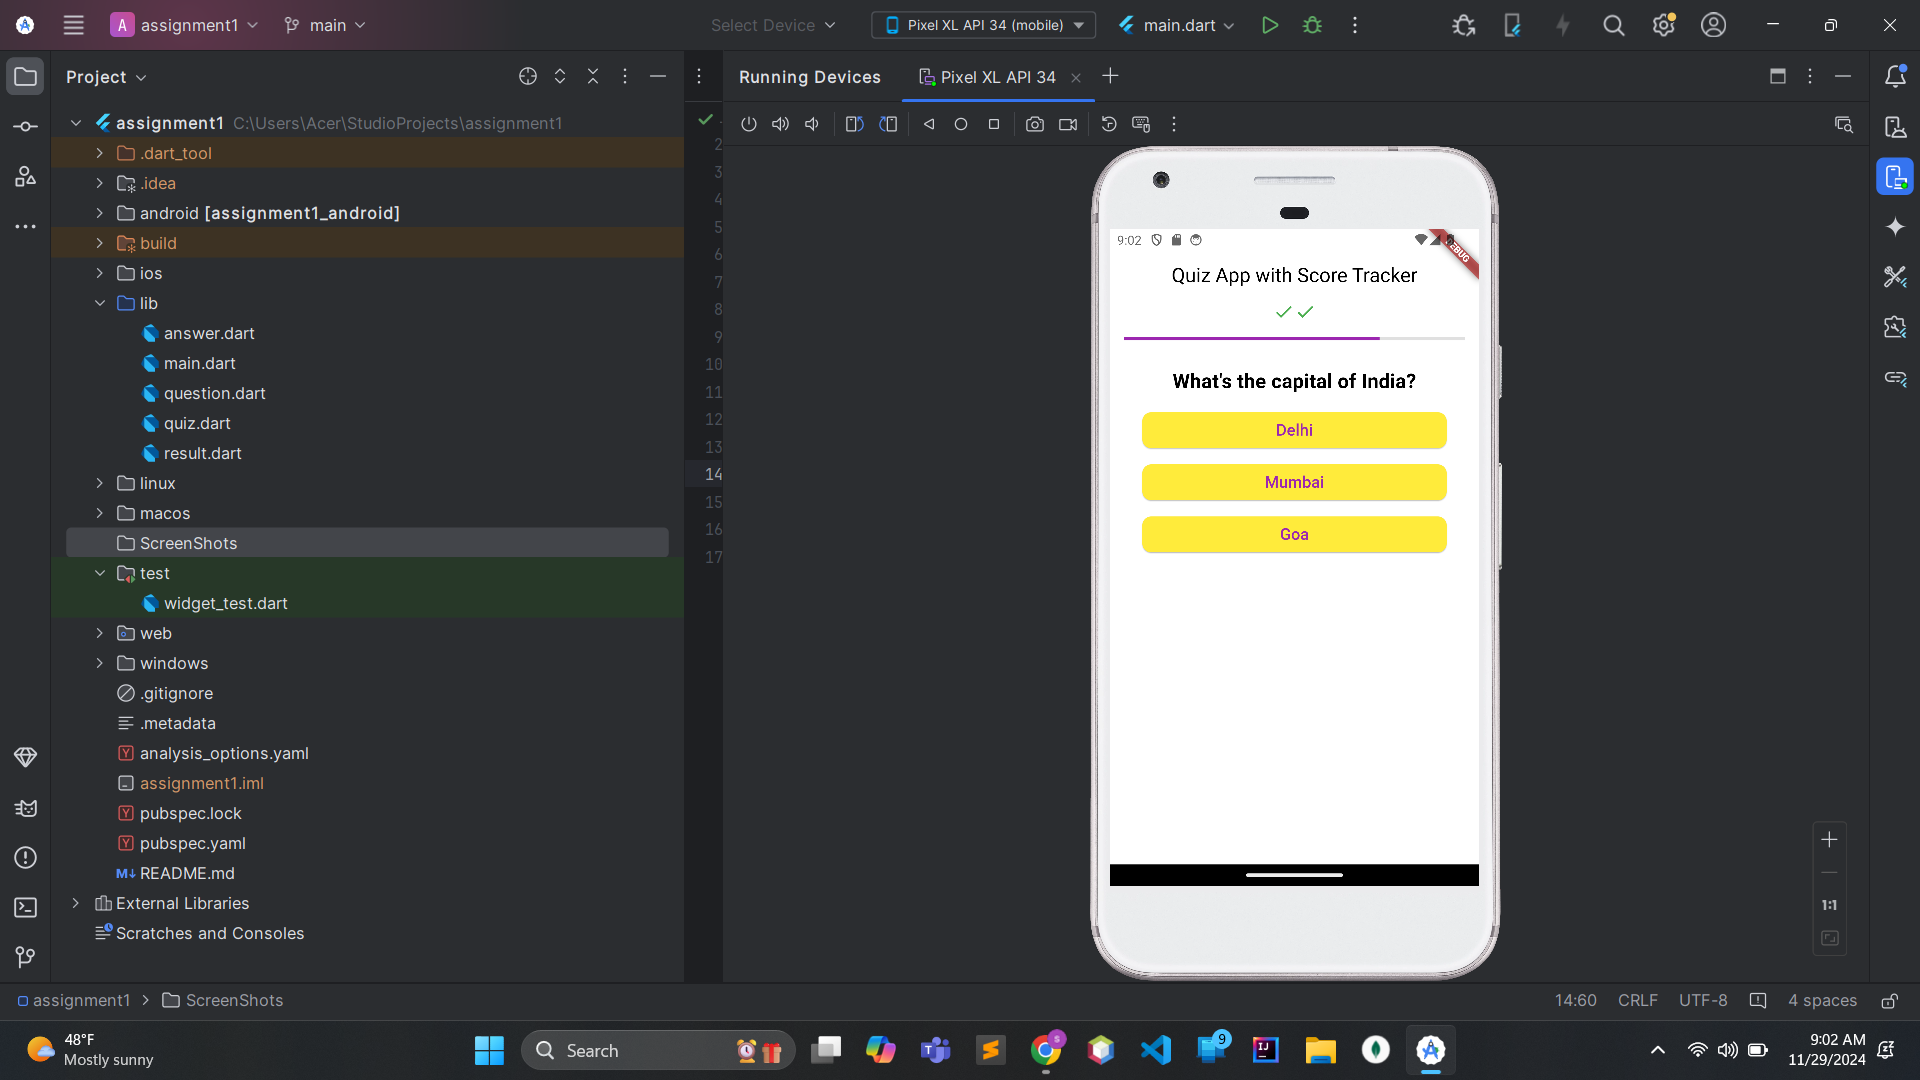 A assignment1
main
Select Device
Pixel XL API 34 (mobile)
main.dart
Project
Running Devices
Pixel XL API 34
assignment1 C:\Users\Acer\StudioProjects\assignment1
.dart_tool
.idea
android [assignment1_android]
build
ios
lib
answer.dart
main.dart
question.dart
quiz.dart
result.dart
linux
macos
ScreenShots
test
widget_test.dart
web
windows
.gitignore
.metadata
analysis_options.yaml
assignment1.iml
pubspec.lock
pubspec.yaml
README.md
External Libraries
Scratches and Consoles
2
3
4
5
6
7
8
9
10
11
12
13
14
15
16
17
9:02
Quiz App with Score Tracker
What's the capital of India?
Delhi
Mumbai
Goa
1:1
assignment1 > ScreenShots
14:60 CRLF UTF-8 4 spaces
48°F
Mostly sunny
Search
9
9:02 AM
11/29/2024